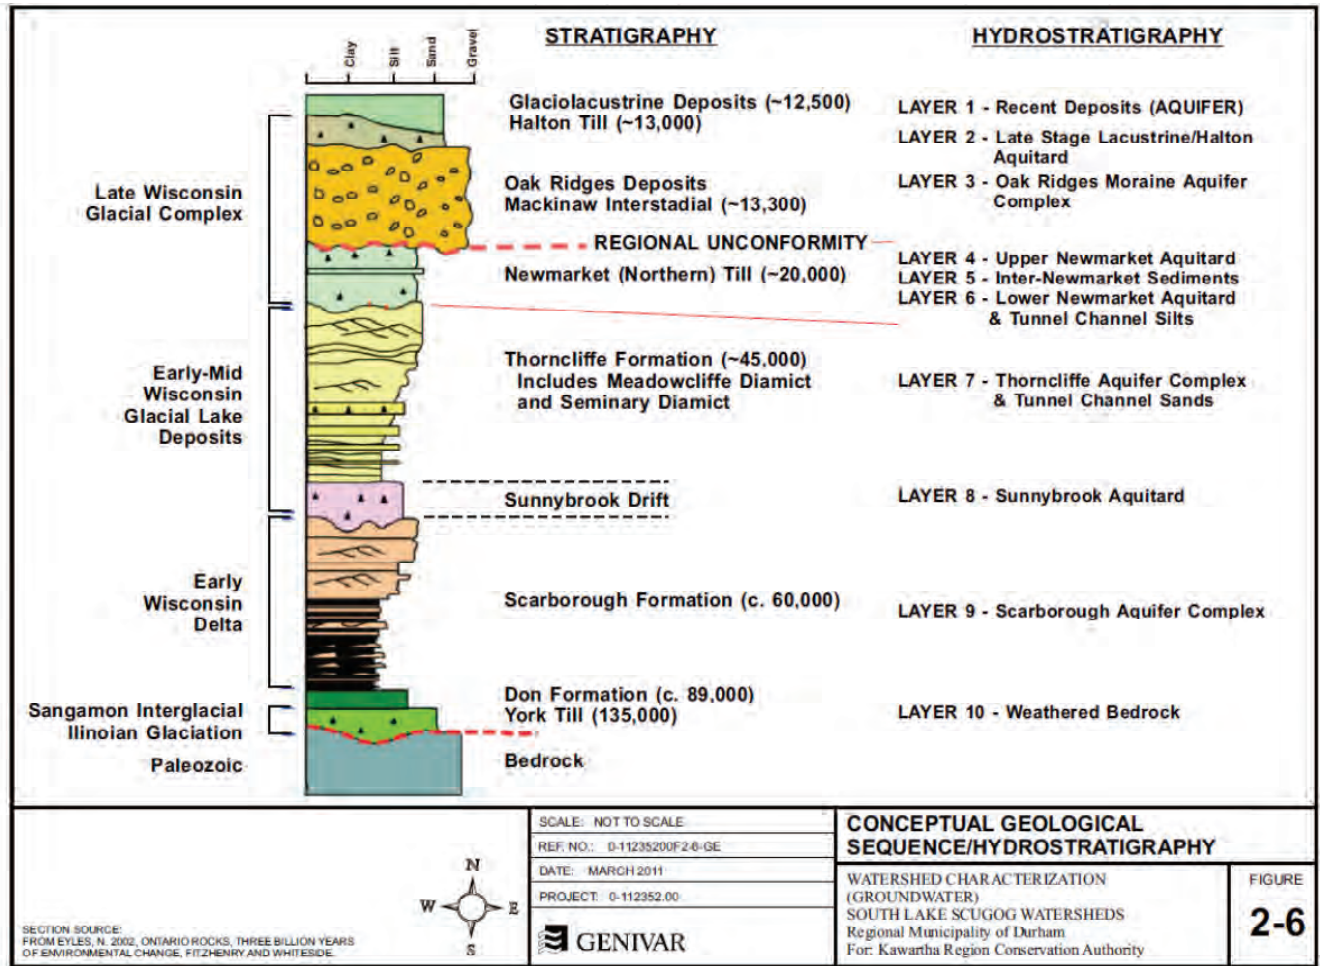 STRATIGRAPHY
HYDROSTRATIGRAPHY
Clay
Silt
Sand
Gravel
Glaciolacustrine Deposits (~12,500)
Halton Till (~13,000)
LAYER 1 - Recent Deposits (AQUIFER)
LAYER 2 - Late Stage Lacustrine/Halton
Aquitard
Late Wisconsin
Glacial Complex
Oak Ridges Deposits
Mackinaw Interstadial (~13,300)
LAYER 3 - Oak Ridges Moraine Aquifer
Complex
REGIONAL UNCONFORMITY
Newmarket (Northern) Till (~20,000)
LAYER 4 - Upper Newmarket Aquitard
LAYER 5 - Inter-Newmarket Sediments
LAYER 6 - Lower Newmarket Aquitard
& Tunnel Channel Silts
Early-Mid
Wisconsin
Glacial Lake
Deposits
Thorncliffe Formation (~45,000)
Includes Meadowcliffe Diamict
and Seminary Diamict
LAYER 7 - Thorncliffe Aquifer Complex
& Tunnel Channel Sands
Sunnybrook Drift
LAYER 8 - Sunnybrook Aquitard
Early
Wisconsin
Delta
Scarborough Formation (c. 60,000)
LAYER 9 - Scarborough Aquifer Complex
Sangamon Interglacial
Ilinoian Glaciation
Don Formation (c. 89,000)
York Till (135,000)
LAYER 10 - Weathered Bedrock
Paleozoic
Bedrock
SECTION SOURCE:
FROM EYLES, N. 2002, ONTARIO ROCKS, THREE BILLION YEARS
OF ENVIRONMENTAL CHANGE, FITZHENRY AND WHITESIDE.
N
W
E
S
SCALE: NOT TO SCALE
REF. NO.: 0-11235200F2-6-GE
DATE: MARCH 2011
PROJECT: 0-112352.00
GENIVAR
CONCEPTUAL GEOLOGICAL
SEQUENCE/HYDROSTRATIGRAPHY
WATERSHED CHARACTERIZATION
(GROUNDWATER)
SOUTH LAKE SCUGOG WATERSHEDS
Regional Municipality of Durham
For: Kawartha Region Conservation Authority
FIGURE
2-6